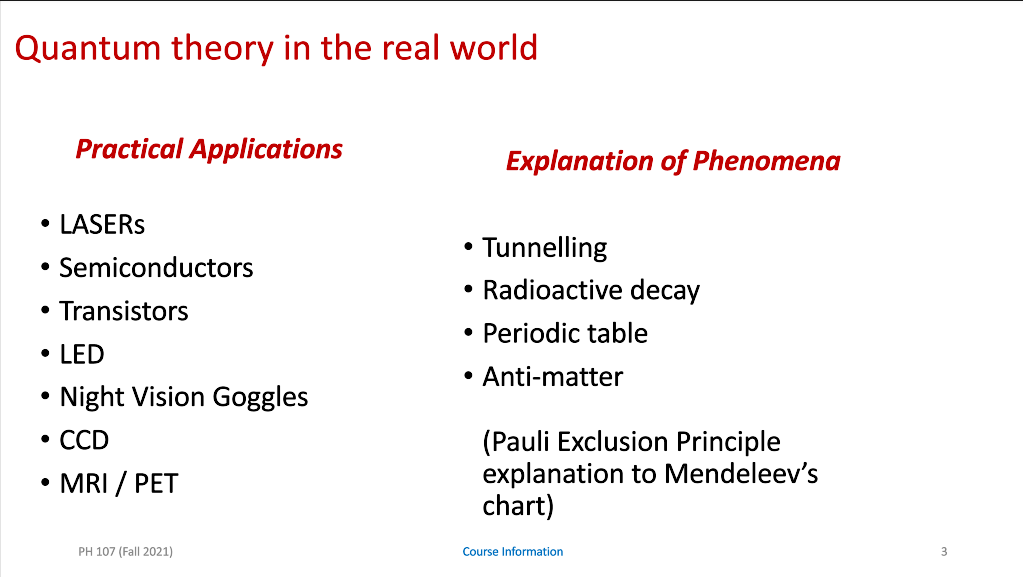 Quantum theory in the real world
Practical Applications
• LASERs
• Semiconductors
• Transistors
• LED
• Night Vision Goggles
• CCD
• MRI / PET
Explanation of Phenomena
• Tunnelling
• Radioactive decay
• Periodic table
• Anti-matter
(Pauli Exclusion Principle
explanation to Mendeleev’s
chart)
PH 107 (Fall 2021)
Course Information
3